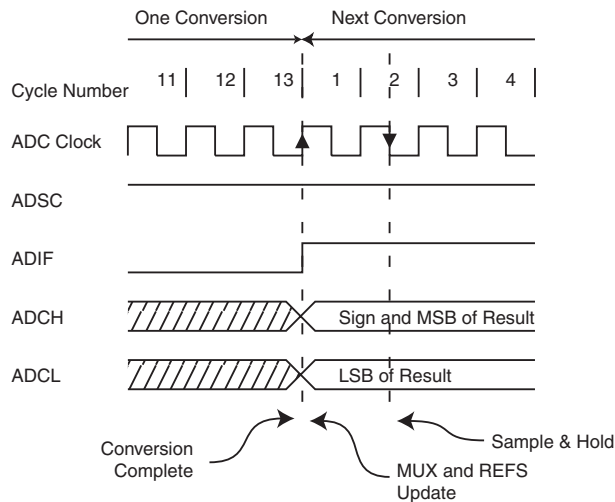 One Conversion Next Conversion
Cycle Number 11 12 13 1 2 3 4
ADC Clock
ADSC
ADIF
ADCH Sign and MSB of Result
ADCL LSB of Result
Conversion
Complete
MUX and REFS
Update
Sample & Hold